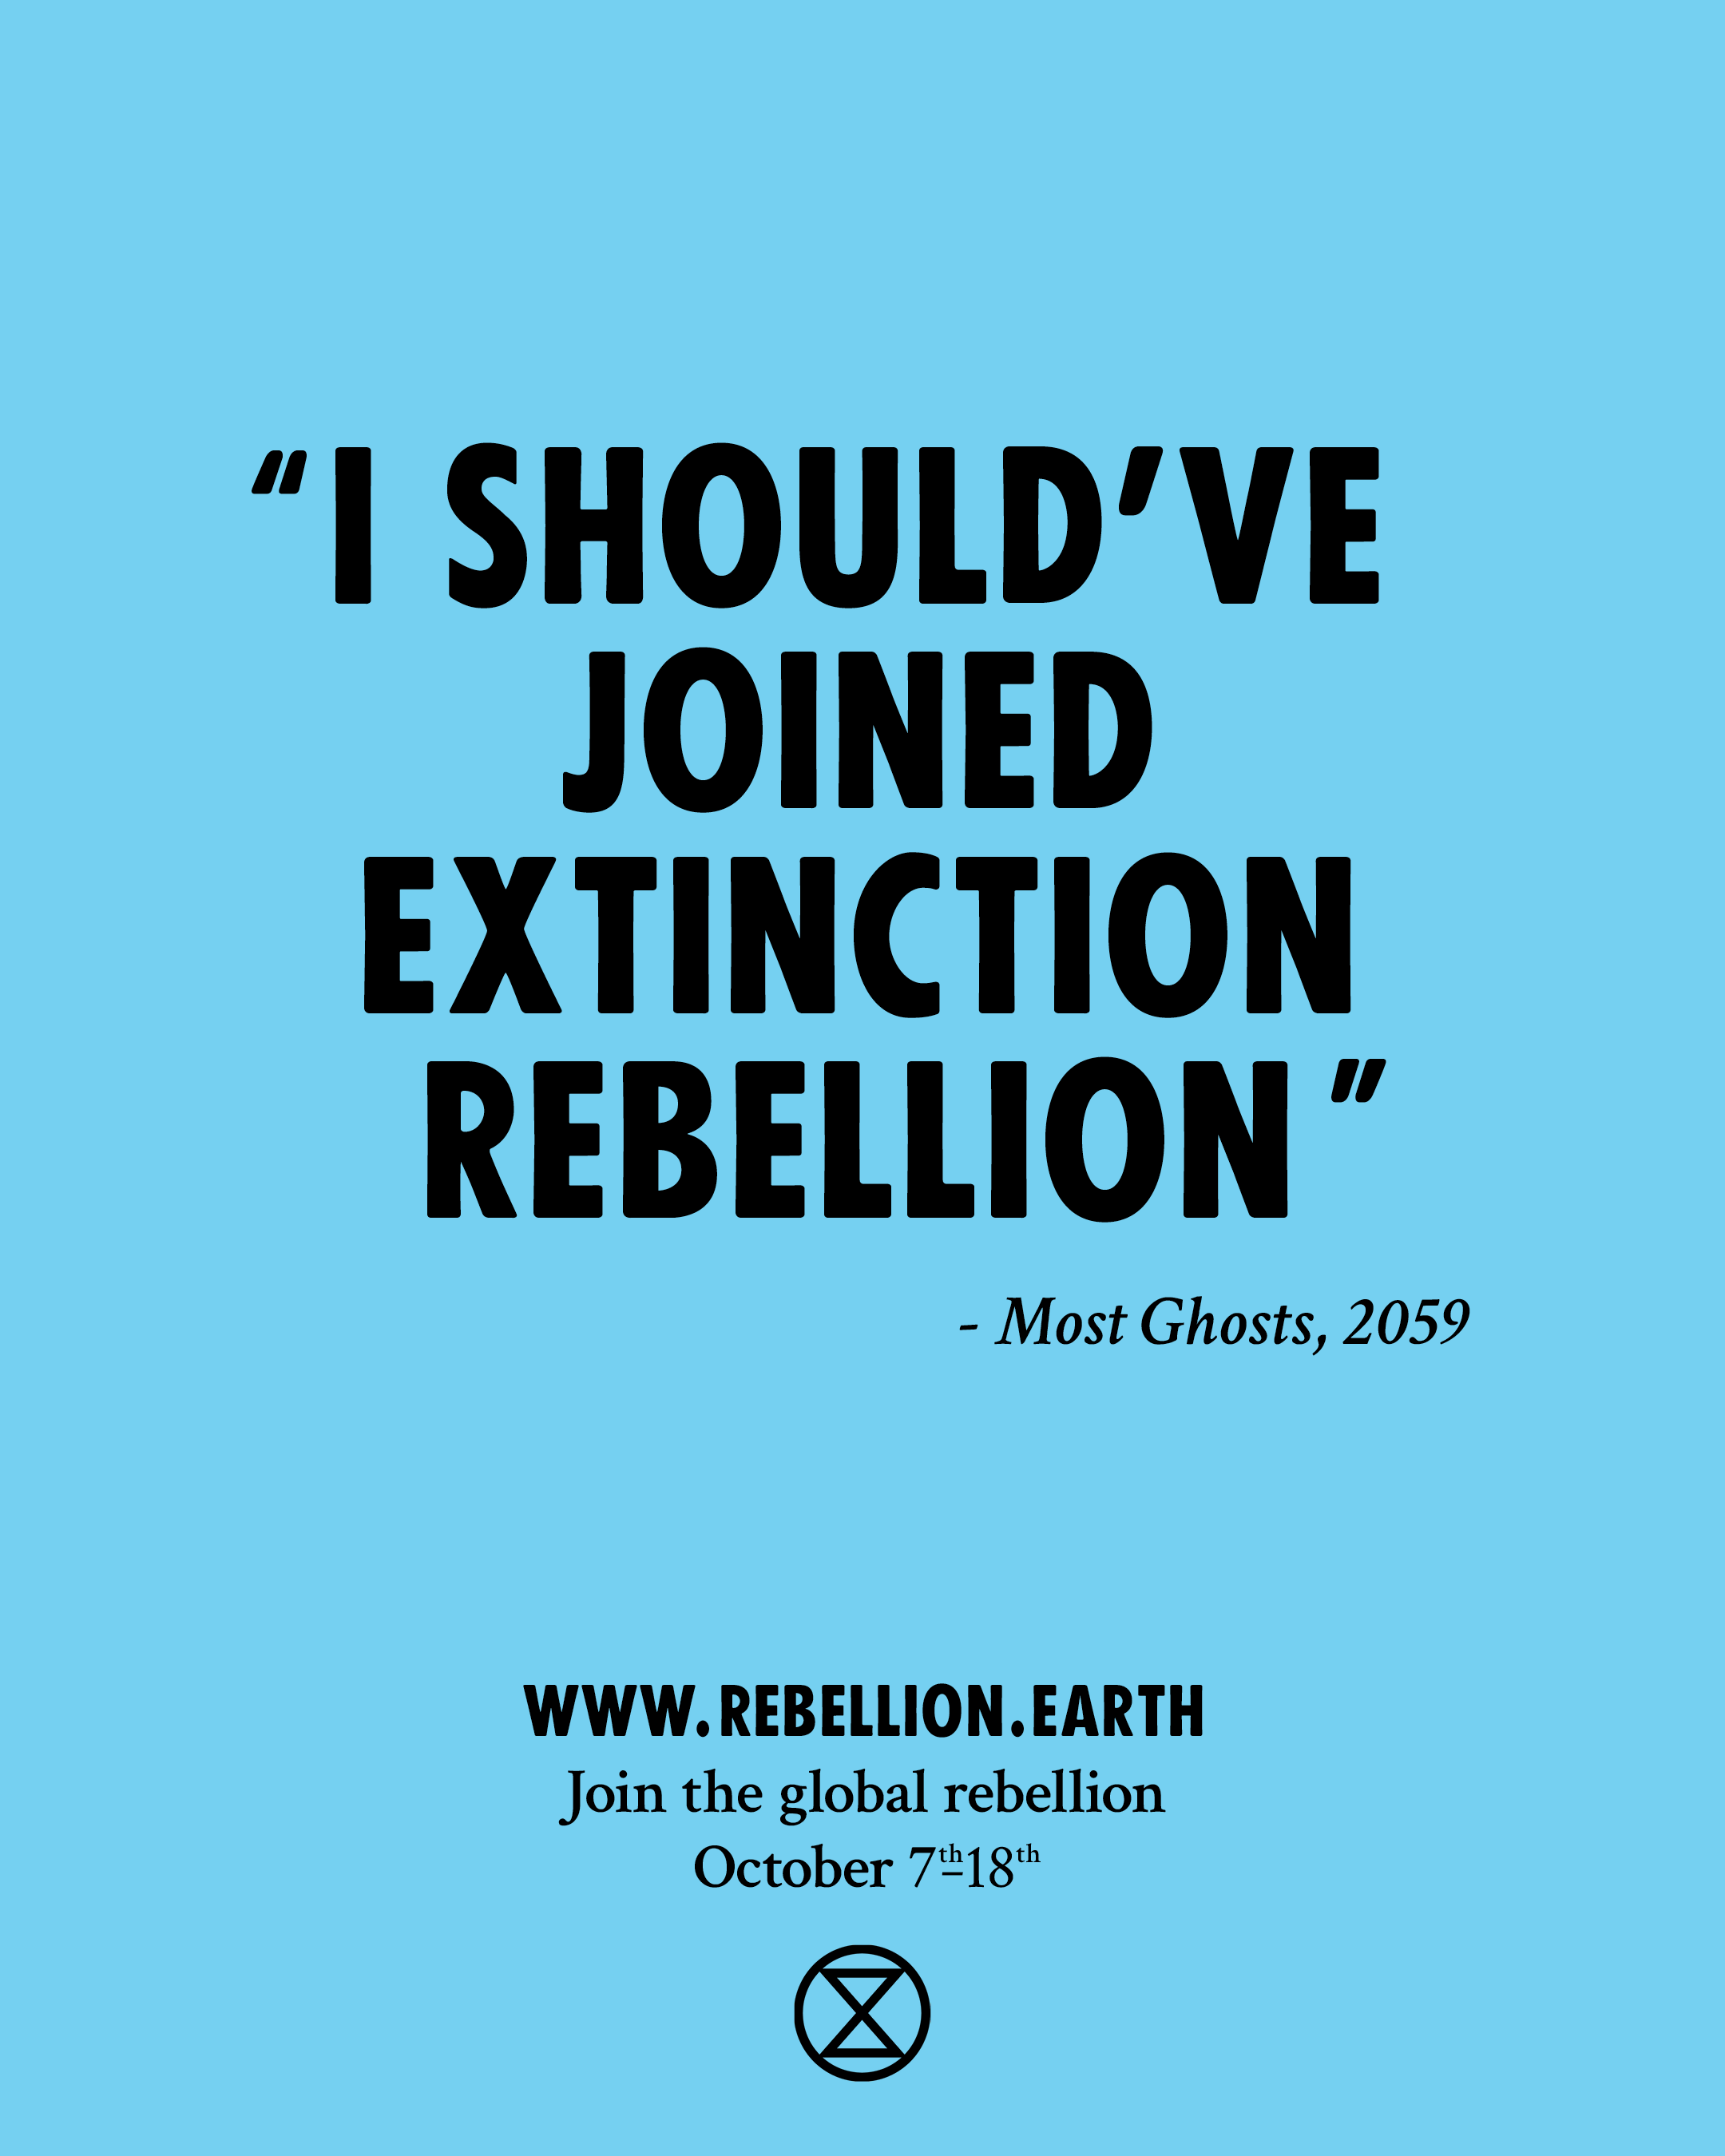 “I SHOULD’VE
JOINED
EXTINCTION
REBELLION”
- Most Ghosts, 2059
WWW.REBELLION.EARTH
Join the global rebellion
October 7th–18th